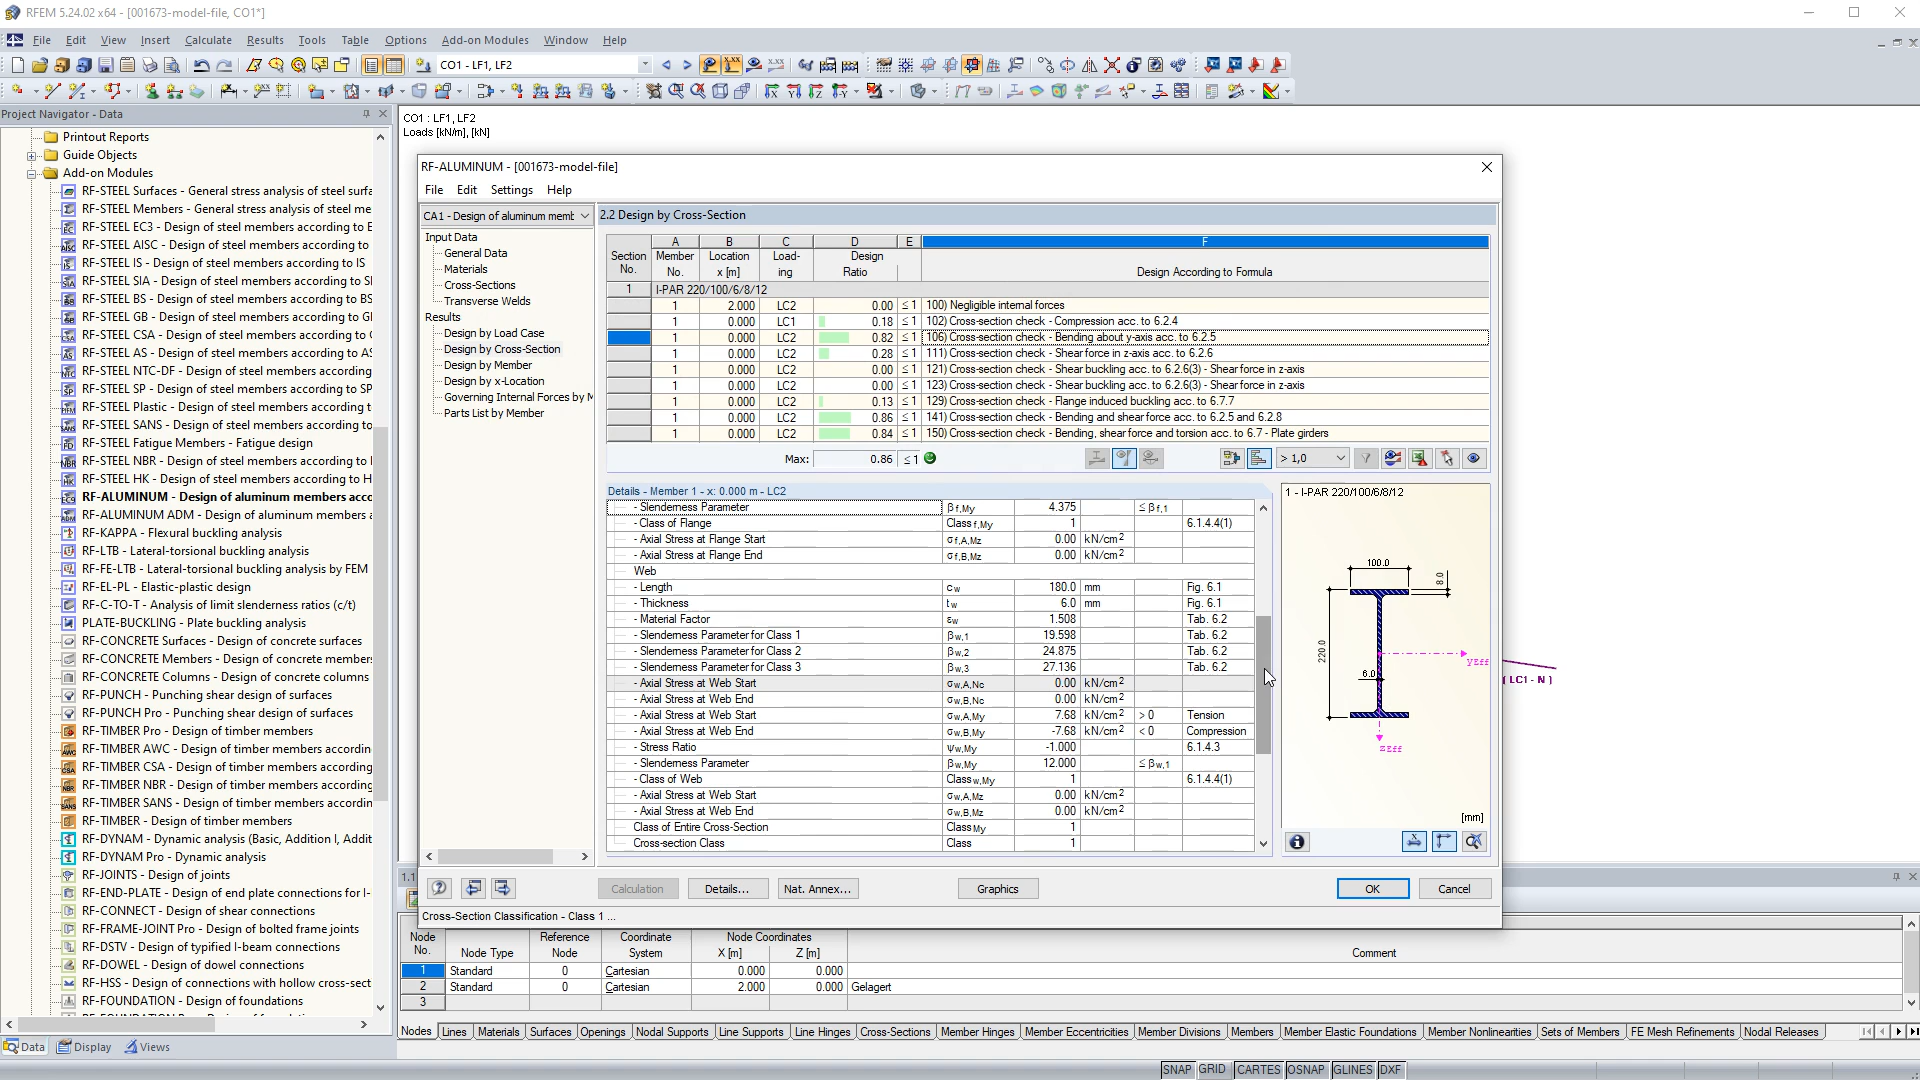 RFEM 5.24.02 x64 - [001673-model-file, CO1*]
File Edit View Insert Calculate Results Tools Table Options Add-on Modules Window Help
CO1 - LF1, LF2
Project Navigator - Data
Printout Reports
Guide Objects
Add-on Modules
RF-STEEL Surfaces - General stress analysis of steel surfa
RF-STEEL Members - General stress analysis of steel me
RF-STEEL EC3 - Design of steel members according to E
RF-STEEL AISC - Design of steel members according to
RF-STEEL IS - Design of steel members according to IS
RF-STEEL SIA - Design of steel members according to SI
RF-STEEL BS - Design of steel members according to BS
RF-STEEL GB - Design of steel members according to GI
RF-STEEL CSA - Design of steel members according to (
RF-STEEL AS - Design of steel members according to AS
RF-STEEL NTC-DF - Design of steel members according
RF-STEEL SP - Design of steel members according to SP
RF-STEEL Plastic - Design of steel members according t
RF-STEEL SANS - Design of steel members according to
RF-STEEL Fatigue Members - Fatigue design
RF-STEEL NBR - Design of steel members according to I
RF-STEEL HK - Design of steel members according to H
RF-ALUMINUM - Design of aluminum members acco
RF-ALUMINUM ADM - Design of aluminum members a
RF-KAPPA - Flexural buckling analysis
RF-LTB - Lateral-torsional buckling analysis
RF-FE-LTB - Lateral-torsional buckling analysis by FEM
RF-EL-PL - Elastic-plastic design
RF-C-TO-T - Analysis of limit slenderness ratios (c/t)
PLATE-BUCKLING - Plate buckling analysis
RF-CONCRETE Surfaces - Design of concrete surfaces
RF-CONCRETE Members - Design of concrete member:
RF-CONCRETE Columns - Design of concrete columns
RF-PUNCH - Punching shear design of surfaces
RF-PUNCH Pro - Punching shear design of surfaces
RF-TIMBER Pro - Design of timber members
RF-TIMBER AWC - Design of timber members accordin
RF-TIMBER CSA - Design of timber members according
RF-TIMBER NBR - Design of timber members according
RF-TIMBER SANS - Design of timber members accordin
RF-TIMBER - Design of timber members
RF-DYNAM - Dynamic analysis (Basic, Addition I, Addit
RF-DYNAM Pro - Dynamic analysis
RF-JOINTS - Design of joints
RF-END-PLATE - Design of end plate connections for I-
RF-CONNECT - Design of shear connections
RF-FRAME-JOINT Pro - Design of bolted frame joints
RF-DSTV - Design of typified I-beam connections
RF-DOWEL - Design of dowel connections
RF-HSS - Design of connections with hollow cross-sect
RF-FOUNDATION - Design of foundations
Data Display Views
CO1 : LF1, LF2
Loads [kN/m], [kN]
RF-ALUMINUM - [001673-model-file]
File Edit Settings Help
CA1 - Design of aluminum memb
Input Data
General Data
Materials
Cross-Sections
Transverse Welds
Results
Design by Load Case
Design by Cross-Section
Design by Member
Design by x-Location
Governing Internal Forces by M
Parts List by Member
2.2 Design by Cross-Section
A B C D E F
Section Member Location Load- Design
No. No. x [m] ing Ratio Design According to Formula
1 I-PAR 220/100/6/8/12
1 2.000 LC2 0.00 ≤ 1 100) Negligible internal forces
1 0.000 LC1 0.18 ≤ 1 102) Cross-section check - Compression acc. to 6.2.4
1 0.000 LC2 0.82 ≤ 1 106) Cross-section check - Bending about y-axis acc. to 6.2.5
1 0.000 LC2 0.28 ≤ 1 111) Cross-section check - Shear force in z-axis acc. to 6.2.6
1 0.000 LC2 0.00 ≤ 1 121) Cross-section check - Shear buckling acc. to 6.2.6(3) - Shear force in z-axis
1 0.000 LC2 0.00 ≤ 1 123) Cross-section check - Shear buckling acc. to 6.2.6(3) - Shear force in z-axis
1 0.000 LC2 0.13 ≤ 1 129) Cross-section check - Flange induced buckling acc. to 6.7.7
1 0.000 LC2 0.86 ≤ 1 141) Cross-section check - Bending and shear force acc. to 6.2.5 and 6.2.8
1 0.000 LC2 0.84 ≤ 1 150) Cross-section check - Bending, shear force and torsion acc. to 6.7 - Plate girders
Max: 0.86 ≤ 1 > 1,0
Details - Member 1 - x: 0.000 m - LC2
- Slenderness Parameter βf,My 4.375 ≤ βf,1
- Class of Flange Classf,My 1 6.1.4.4(1)
- Axial Stress at Flange Start σf,A,Mz 0.00 kN/cm2
- Axial Stress at Flange End σf,B,Mz 0.00 kN/cm2
Web
- Length cw 180.0 mm Fig. 6.1
- Thickness tw 6.0 mm Fig. 6.1
- Material Factor εw 1.508 Tab. 6.2
- Slenderness Parameter for Class 1 βw,1 19.598 Tab. 6.2
- Slenderness Parameter for Class 2 βw,2 24.875 Tab. 6.2
- Slenderness Parameter for Class 3 βw,3 27.136 Tab. 6.2
- Axial Stress at Web Start σw,A,Nc 0.00 kN/cm2
- Axial Stress at Web End σw,B,Nc 0.00 kN/cm2
- Axial Stress at Web Start σw,A,My 7.68 kN/cm2 > 0 Tension
- Axial Stress at Web End σw,B,My -7.68 kN/cm2 < 0 Compression
- Stress Ratio ψw,My -1.000 6.1.4.3
- Slenderness Parameter βw,My 12.000 ≤ βw,1
- Class of Web Classw,My 1 6.1.4.4(1)
- Axial Stress at Web Start σw,A,Mz 0.00 kN/cm2
- Axial Stress at Web End σw,B,Mz 0.00 kN/cm2
Class of Entire Cross-Section ClassMy 1
Cross-section Class Class 1
1 - I-PAR 220/100/6/8/12
100.0
8.0
220.0
6.0
yEff
zEff
[mm]
( LC1 - N )
Calculation Details... Nat. Annex... Graphics OK Cancel
Cross-Section Classification - Class 1 ...
1.1
Node Reference Coordinate Node Coordinates
No. Node Type Node System X [m] Z [m] Comment
1 Standard 0 Cartesian 0.000 0.000
2 Standard 0 Cartesian 2.000 0.000 Gelagert
3
Nodes Lines Materials Surfaces Openings Nodal Supports Line Supports Line Hinges Cross-Sections Member Hinges Member Eccentricities Member Divisions Members Member Elastic Foundations Member Nonlinearities Sets of Members FE Mesh Refinements Nodal Releases
SNAP GRID CARTES OSNAP GLINES DXF